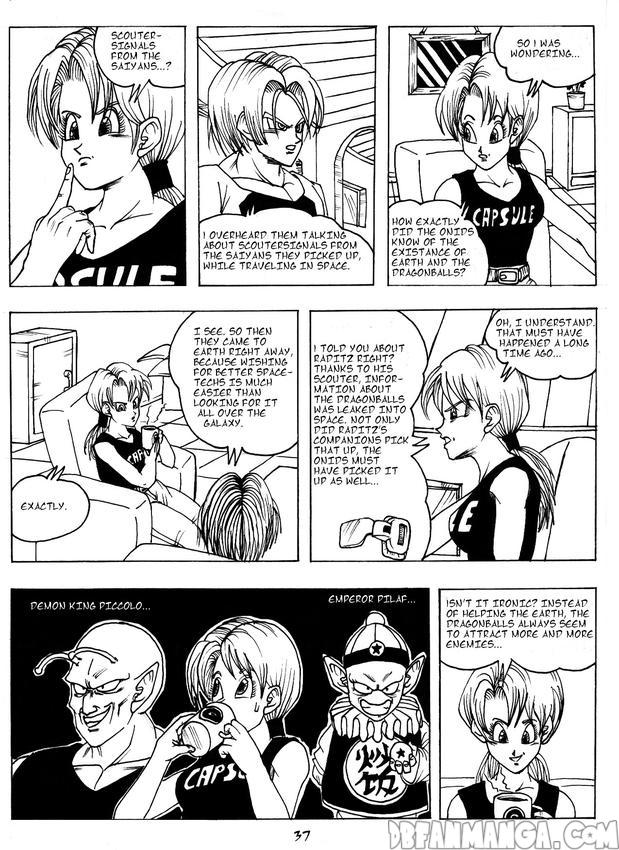 SO I WAS
WONDERING...
HOW EXACTLY
DID THE ONIDS
KNOW OF THE
EXISTANCE OF
EARTH AND THE
DRAGONBALLS?
CAPSULE
I OVERHEARD THEM TALKING
ABOUT SCOUTERSIGNALS FROM
THE SAIYANS THEY PICKED UP,
WHILE TRAVELING IN SPACE.
SCOUTER-
SIGNALS
FROM THE
SAIYANS...?
PSULE
OH, I UNDERSTAND.
THAT MUST HAVE
HAPPENED A LONG
TIME AGO...
I TOLD YOU ABOUT
RADITZ RIGHT?
THANKS TO HIS
SCOUTER, INFOR-
MATION ABOUT
THE DRAGONBALLS
WAS LEAKED INTO
SPACE. NOT ONLY
DID RADITZ'S
COMPANIONS PICK
THAT UP, THE
ONIDS MUST
HAVE PICKED IT
UP AS WELL...
LE
I SEE. SO THEN
THEY CAME TO
EARTH RIGHT AWAY,
BECAUSE WISHING
FOR BETTER SPACE-
TECHS IS MUCH
EASIER THAN
LOOKING FOR IT
ALL OVER THE
GALAXY.
CAPS
EXACTLY.
ISN'T IT IRONIC? INSTEAD
OF HELPING THE EARTH, THE
DRAGONBALLS ALWAYS SEEM
TO ATTRACT MORE AND MORE
ENEMIES...
EMPEROR PILAF...
DEMON KING PICCOLO...
CAPSULE
37
DBFANMANGA.COM